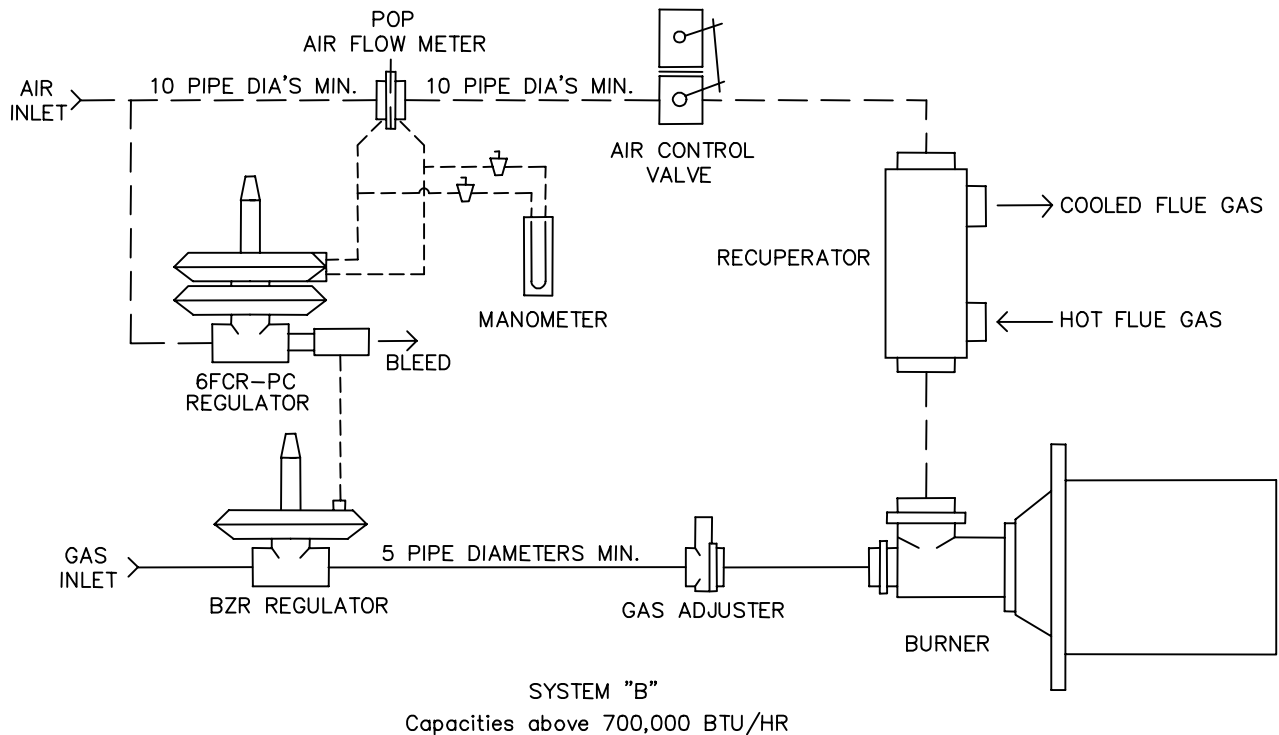 POP
AIR FLOW METER
AIR
INLET
10 PIPE DIA'S MIN.
10 PIPE DIA'S MIN.
AIR CONTROL
VALVE
COOLED FLUE GAS
RECUPERATOR
HOT FLUE GAS
MANOMETER
BLEED
6FCR-PC
REGULATOR
GAS
INLET
5 PIPE DIAMETERS MIN.
BZR REGULATOR
GAS ADJUSTER
BURNER
SYSTEM "B"
Capacities above 700,000 BTU/HR